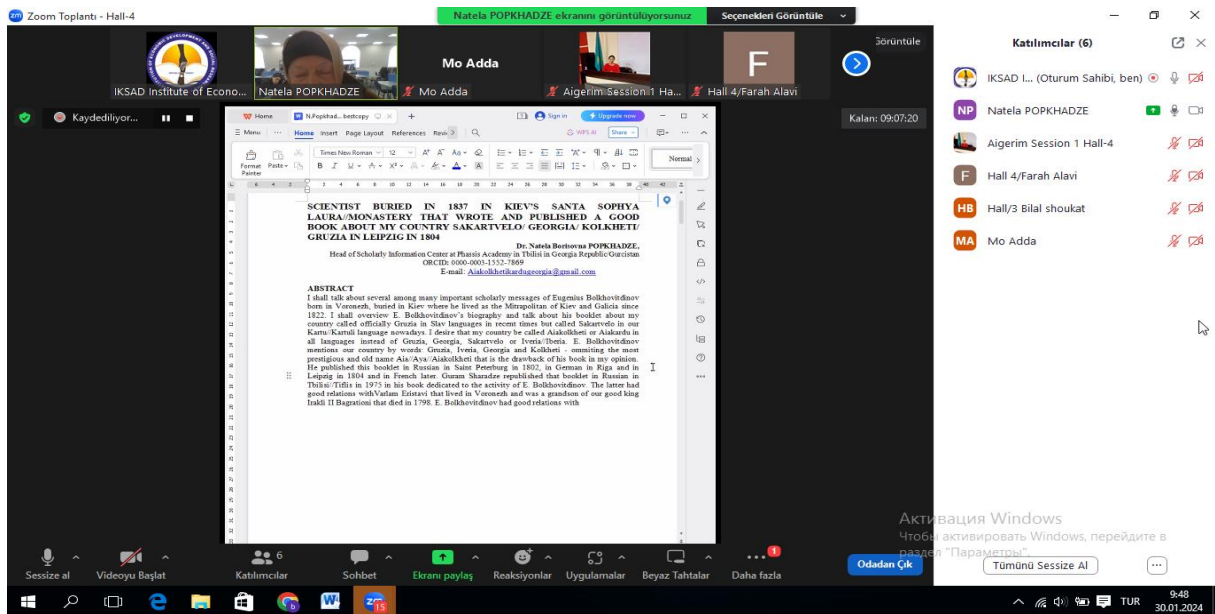 Zoom Toplantı - Hall-4
Natela POPKHADZE ekranını görüntülüyorsunuz
Seçenekleri Görüntüle
IKSAD Institute of Econo...
Natela POPKHADZE
Mo Adda
Mo Adda
Aigerim Session 1 Ha...
F
Hall 4/Farah Alavi
Görüntüle
Kaydediliyor...
Kalan: 09:07:20
Home
N.Popkhad... bestcopy
Sign in
Upgrade now
Menu
Home Insert Page Layout References Revi
WPS AI
Share
Format Painter
Paste
Times New Roman
12
Normal
SCIENTIST BURIED IN 1837 IN KIEV'S SANTA SOPHYA
LAURA//MONASTERY THAT WROTE AND PUBLISHED A GOOD
BOOK ABOUT MY COUNTRY SAKARTVELO/ GEORGIA/ KOLKHETI/
GRUZIA IN LEIPZIG IN 1804
Dr. Natela Borisovna POPKHADZE,
Head of Scholarly Information Center at Phassis Academy in Tbilisi in Georgia Republic Gurcistan
ORCID: 0000-0003-1552-7869
E-mail: Aiakolkhetikardugeorgia@gmail.com
ABSTRACT
I shall talk about several among many important scholarly messages of Eugenius Bolkhovitdinov
born in Voronezh, buried in Kiev where he lived as the Mitrapolitan of Kiev and Galicia since
1822. I shall overview E. Bolkhovitdinov's biography and talk about his booklet about my
country called officially Gruzia in Slav languages in recent times but called Sakartvelo in our
Kartu//Kartuli language nowadays. I desire that my country be called Aiakolkheti or Aiakardu in
all languages instead of Gruzia, Georgia, Sakartvelo or Iveria//Iberia. E. Bolkhovitdinov
mentions our country by words: Gruzia, Iveria, Georgia and Kolkheti - ommiting the most
prestigious and old name Aia//Aya//Aiakolkheti that is the drawback of his book in my opinion.
He published this booklet in Russian in Saint Peterburg in 1802, in German in Riga and in
Leipzig in 1804 and in French later. Guram Sharadze republished that booklet in Russian in
Tbilisi//Tiflis in 1975 in his book dedicated to the activity of E. Bolkhovitdinov. The latter had
good relations withVarlam Eristavi that lived in Voronezh and was a grandson of our good king
Irakli II Bagrationi that died in 1798. E. Bolkhovitdinov had good relations with
Katılımcılar (6)
IKSAD I... (Oturum Sahibi, ben)
NP Natela POPKHADZE
Aigerim Session 1 Hall-4
F Hall 4/Farah Alavi
HB Hall/3 Bilal shoukat
MA Mo Adda
Активация Windows
Чтобы активировать Windows, перейдите в
раздел "Параметры".
Tümünü Sessize Al
Sessize al
Videoyu Başlat
6
Katılımcılar
Sohbet
Ekranı paylaş
Reaksiyonlar
Uygulamalar
Beyaz Tahtalar
1
Daha fazla
Odadan Çık
TUR
9:48
30.01.2024